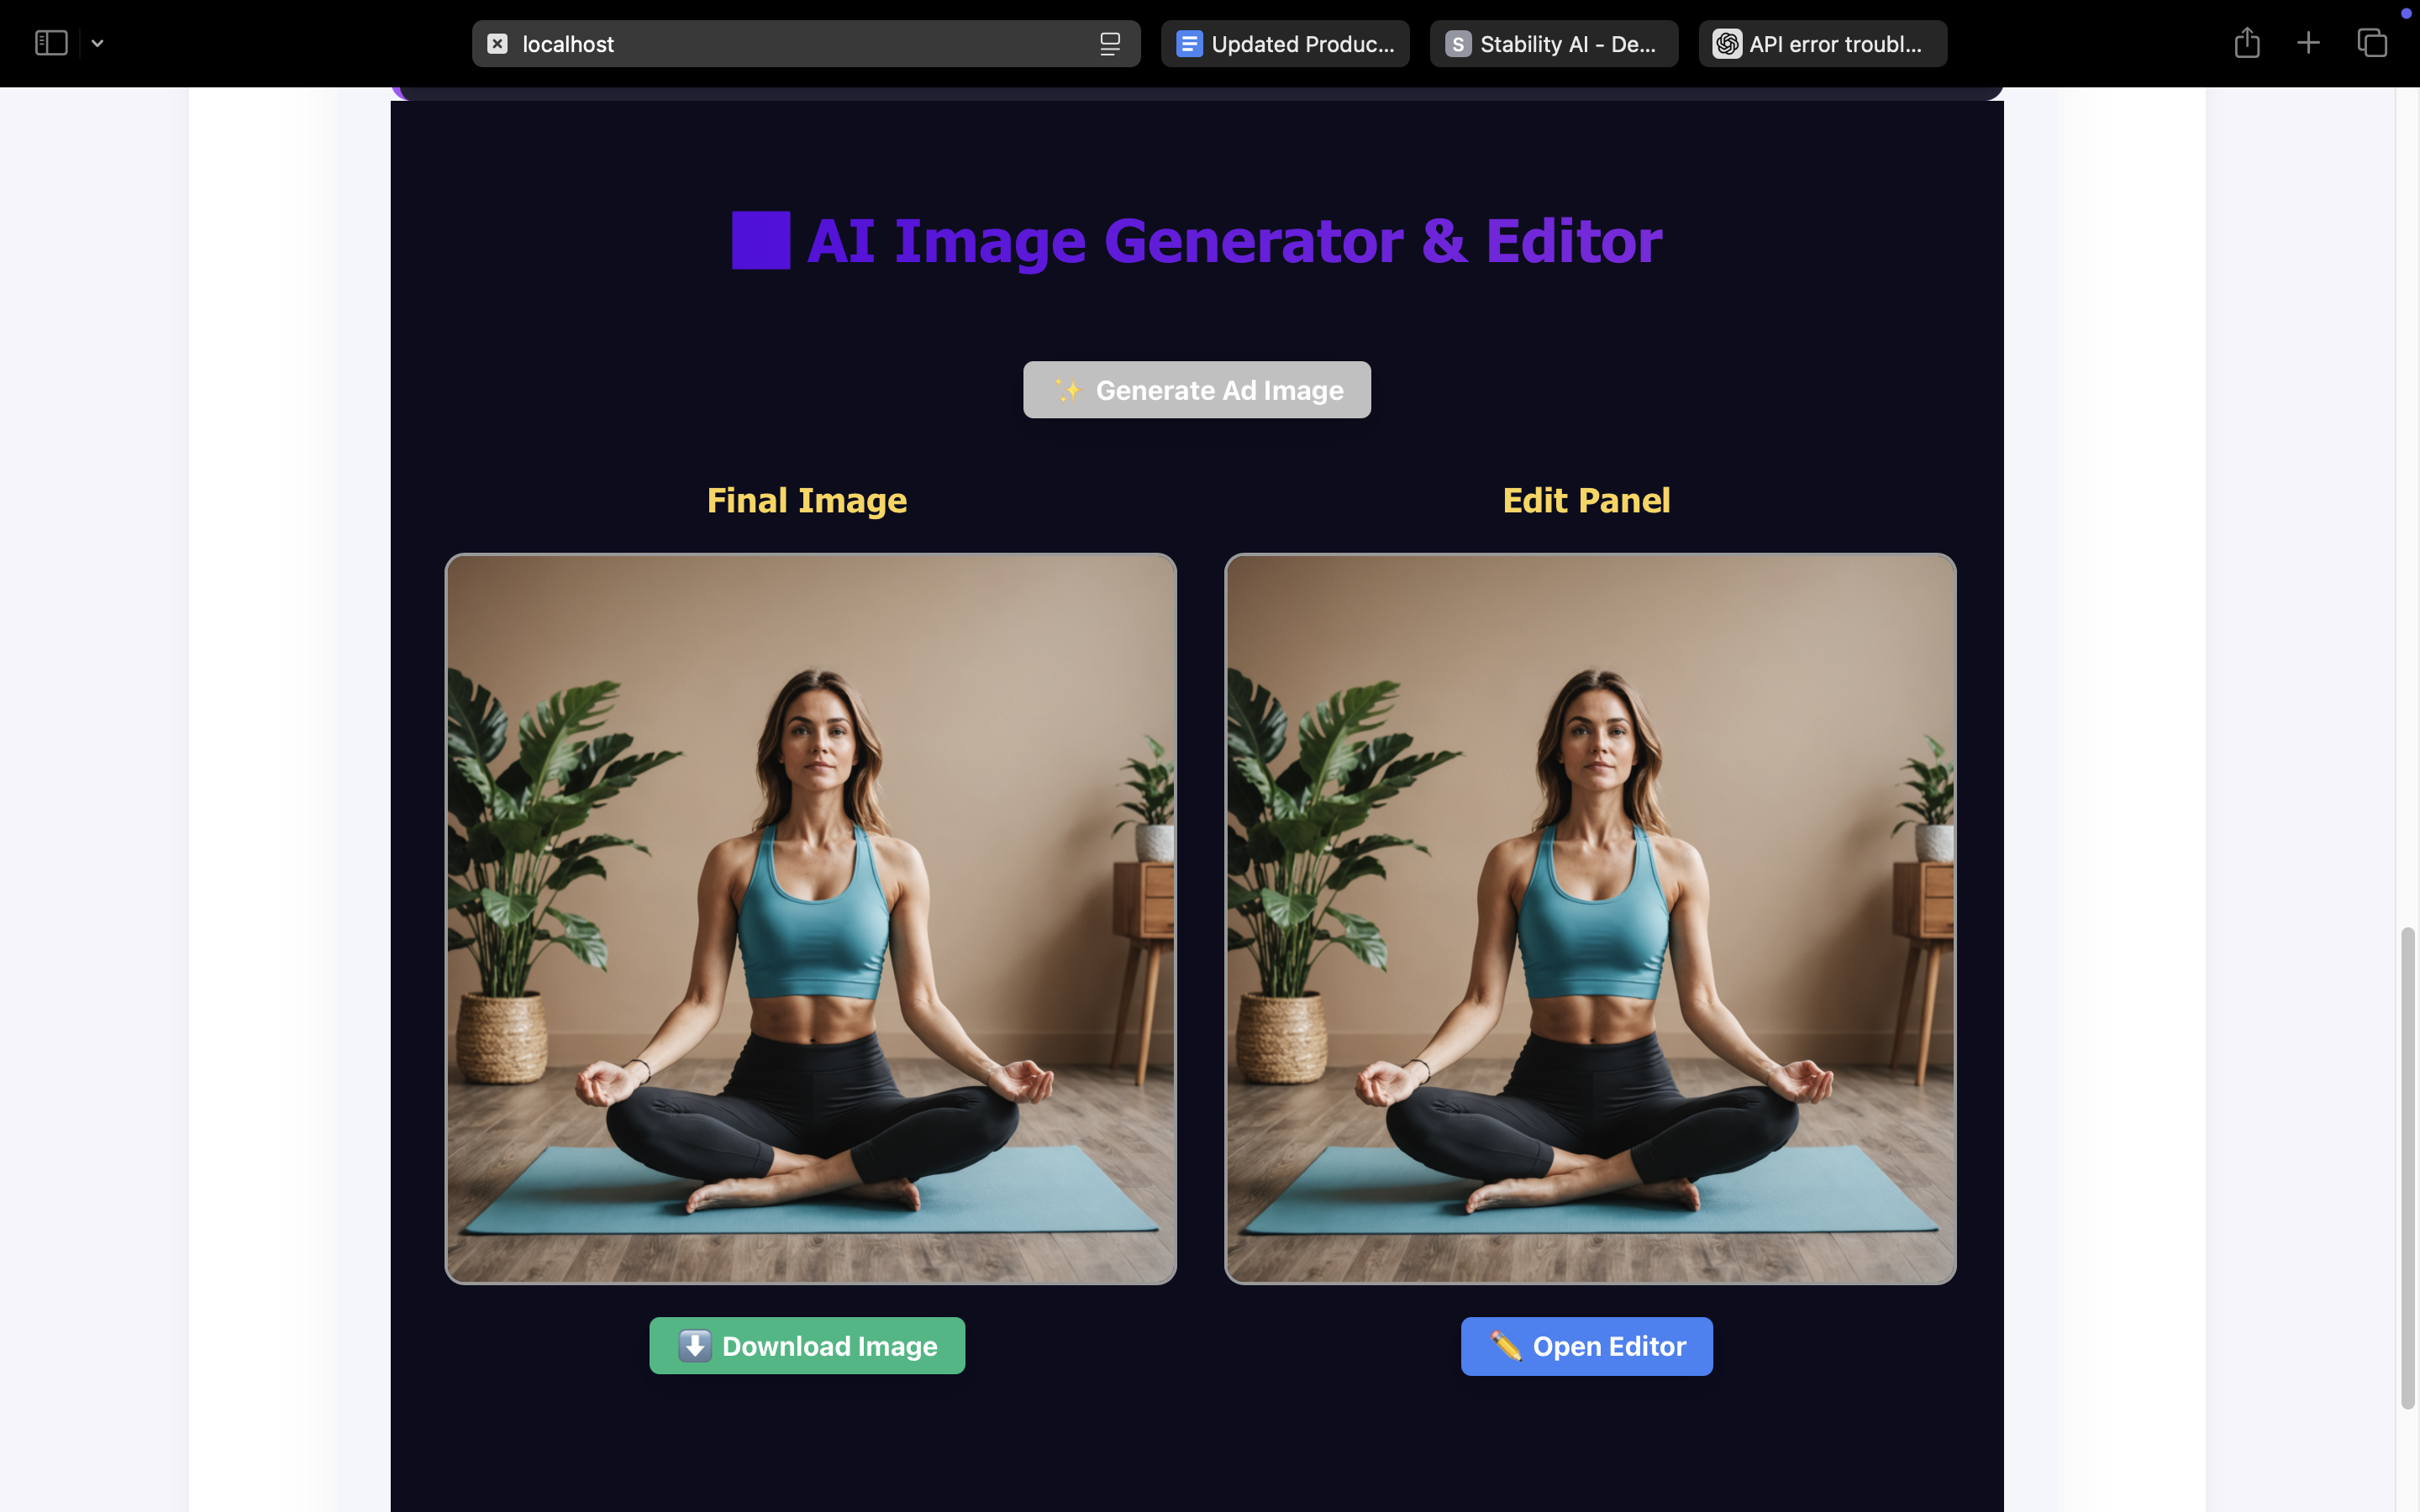 localhost
Updated Produc...
S
Stability AI - De...
API error troubl...
AI Image Generator & Editor
✨ Generate Ad Image
Final Image
Edit Panel
⬇️ Download Image
✏️ Open Editor